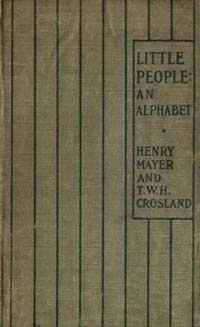 LITTLE
PEOPLE:
AN
ALPHABET
•
HENRY
MAYER
AND
T.W.H.
CROSLAND